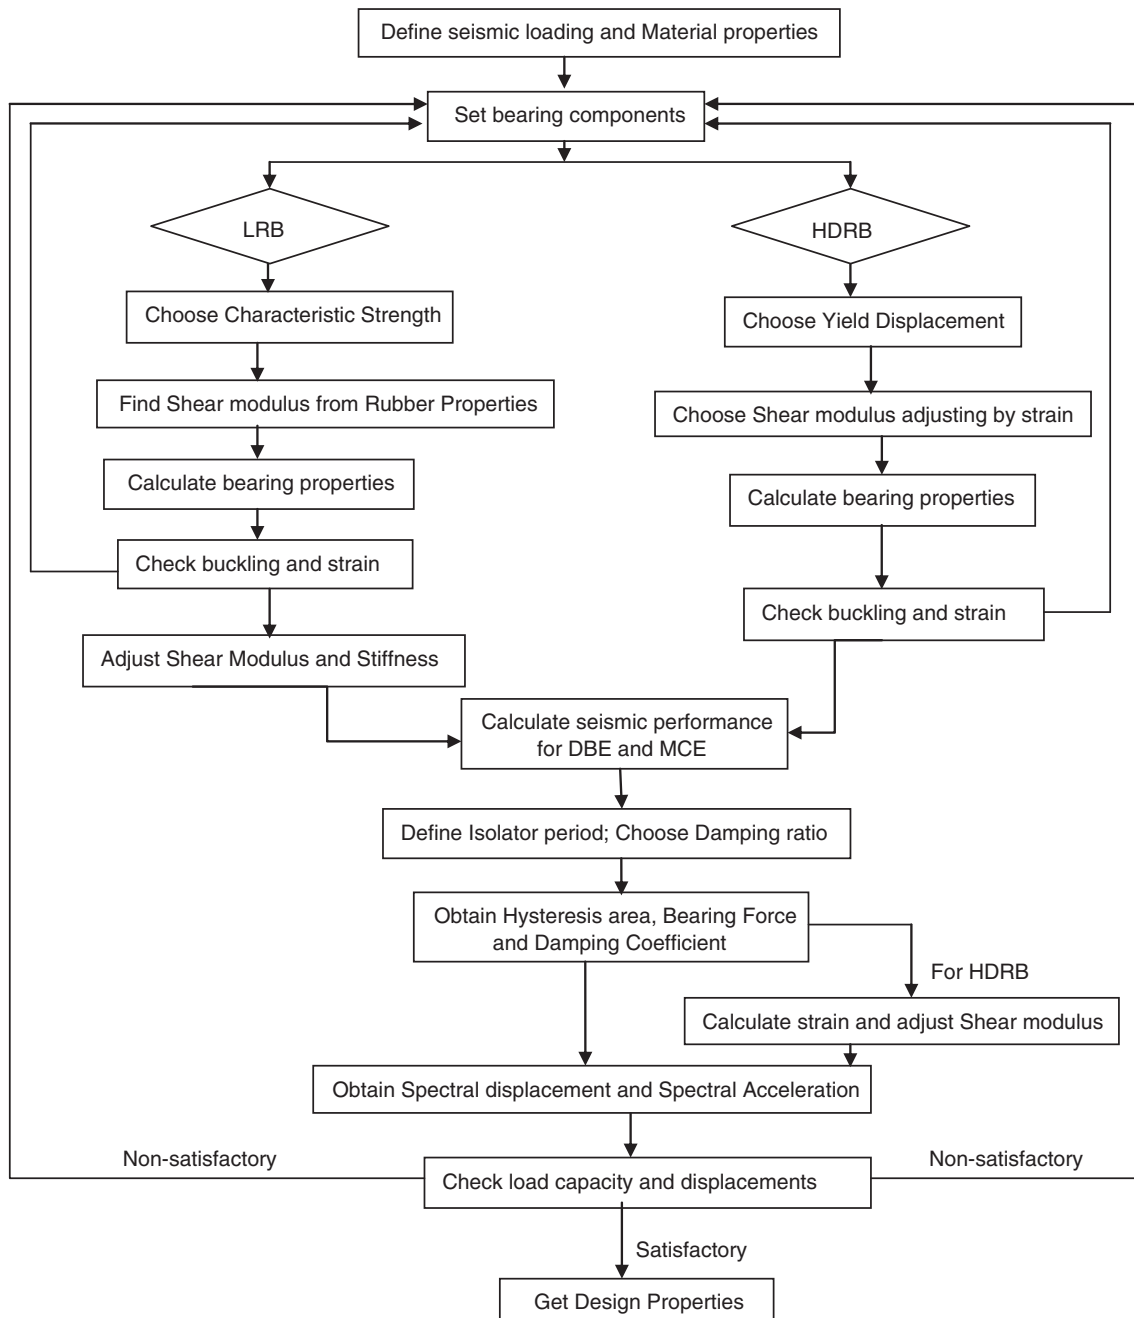 Define seismic loading and Material properties
Set bearing components
LRB
HDRB
Choose Characteristic Strength
Choose Yield Displacement
Find Shear modulus from Rubber Properties
Choose Shear modulus adjusting by strain
Calculate bearing properties
Calculate bearing properties
Check buckling and strain
Check buckling and strain
Adjust Shear Modulus and Stiffness
Calculate seismic performance
for DBE and MCE
Define Isolator period; Choose Damping ratio
Obtain Hysteresis area, Bearing Force
and Damping Coefficient
For HDRB
Calculate strain and adjust Shear modulus
Obtain Spectral displacement and Spectral Acceleration
Non-satisfactory
Non-satisfactory
Check load capacity and displacements
Satisfactory
Get Design Properties